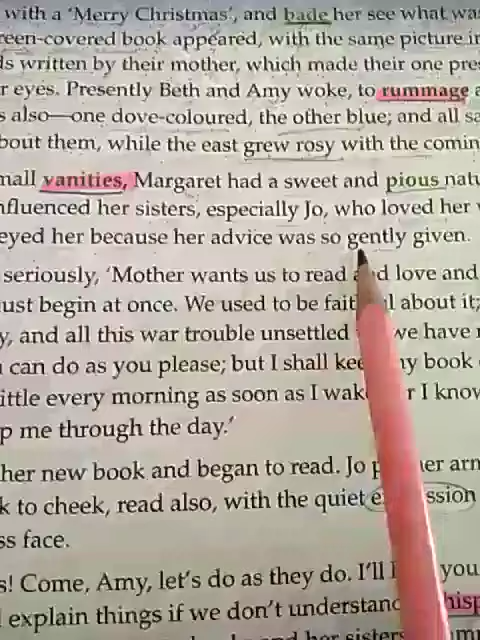 with a ‘Merry Christmas’, and bade her see what was
een-covered book appeared, with the same picture in
s written by their mother, which made their one pres
r eyes. Presently Beth and Amy woke, to rummage a
s also—one dove-coloured, the other blue; and all sa
bout them, while the east grew rosy with the comin
mall vanities, Margaret had a sweet and pious natu
nfluenced her sisters, especially Jo, who loved her
eyed her because her advice was so gently given.
seriously, ‘Mother wants us to read and love and
ust begin at once. We used to be fait l about it;
y, and all this war trouble unsettled we have
can do as you please; but I shall kee y book
ittle every morning as soon as I wak r I know
p me through the day.’
her new book and began to read. Jo p her arm
k to cheek, read also, with the quiet e ssion
ss face.
s! Come, Amy, let’s do as they do. I’ll you
explain things if we don’t understand hisp
and her sisters